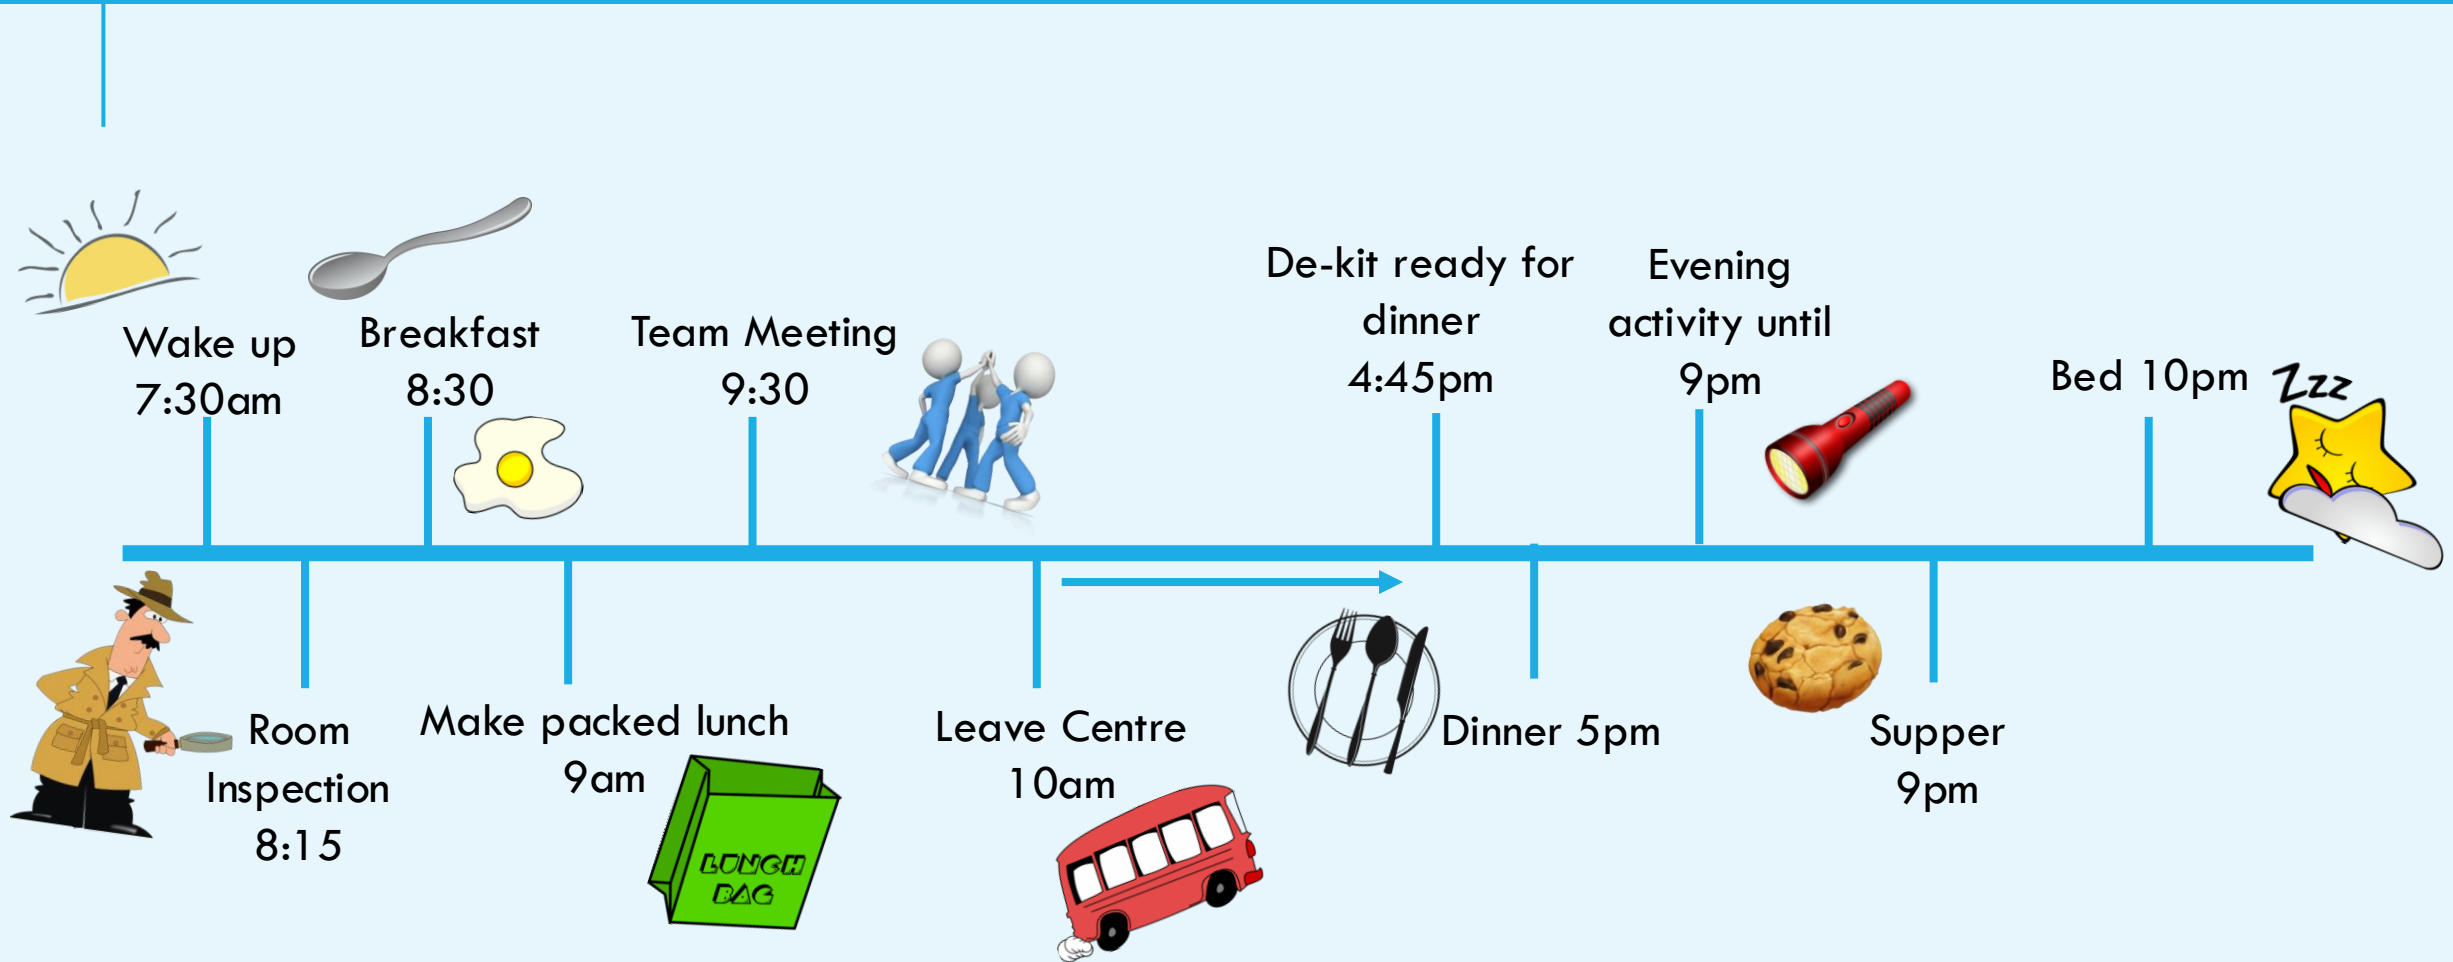 Wake up
7:30am
Room
Inspection
8:15
Breakfast
8:30
Make packed lunch
9am
LUNCH
BAG
Team Meeting
9:30
Leave Centre
10am
De-kit ready for
dinner
4:45pm
Dinner 5pm
Evening
activity until
9pm
Supper
9pm
Bed 10pm
Zzz